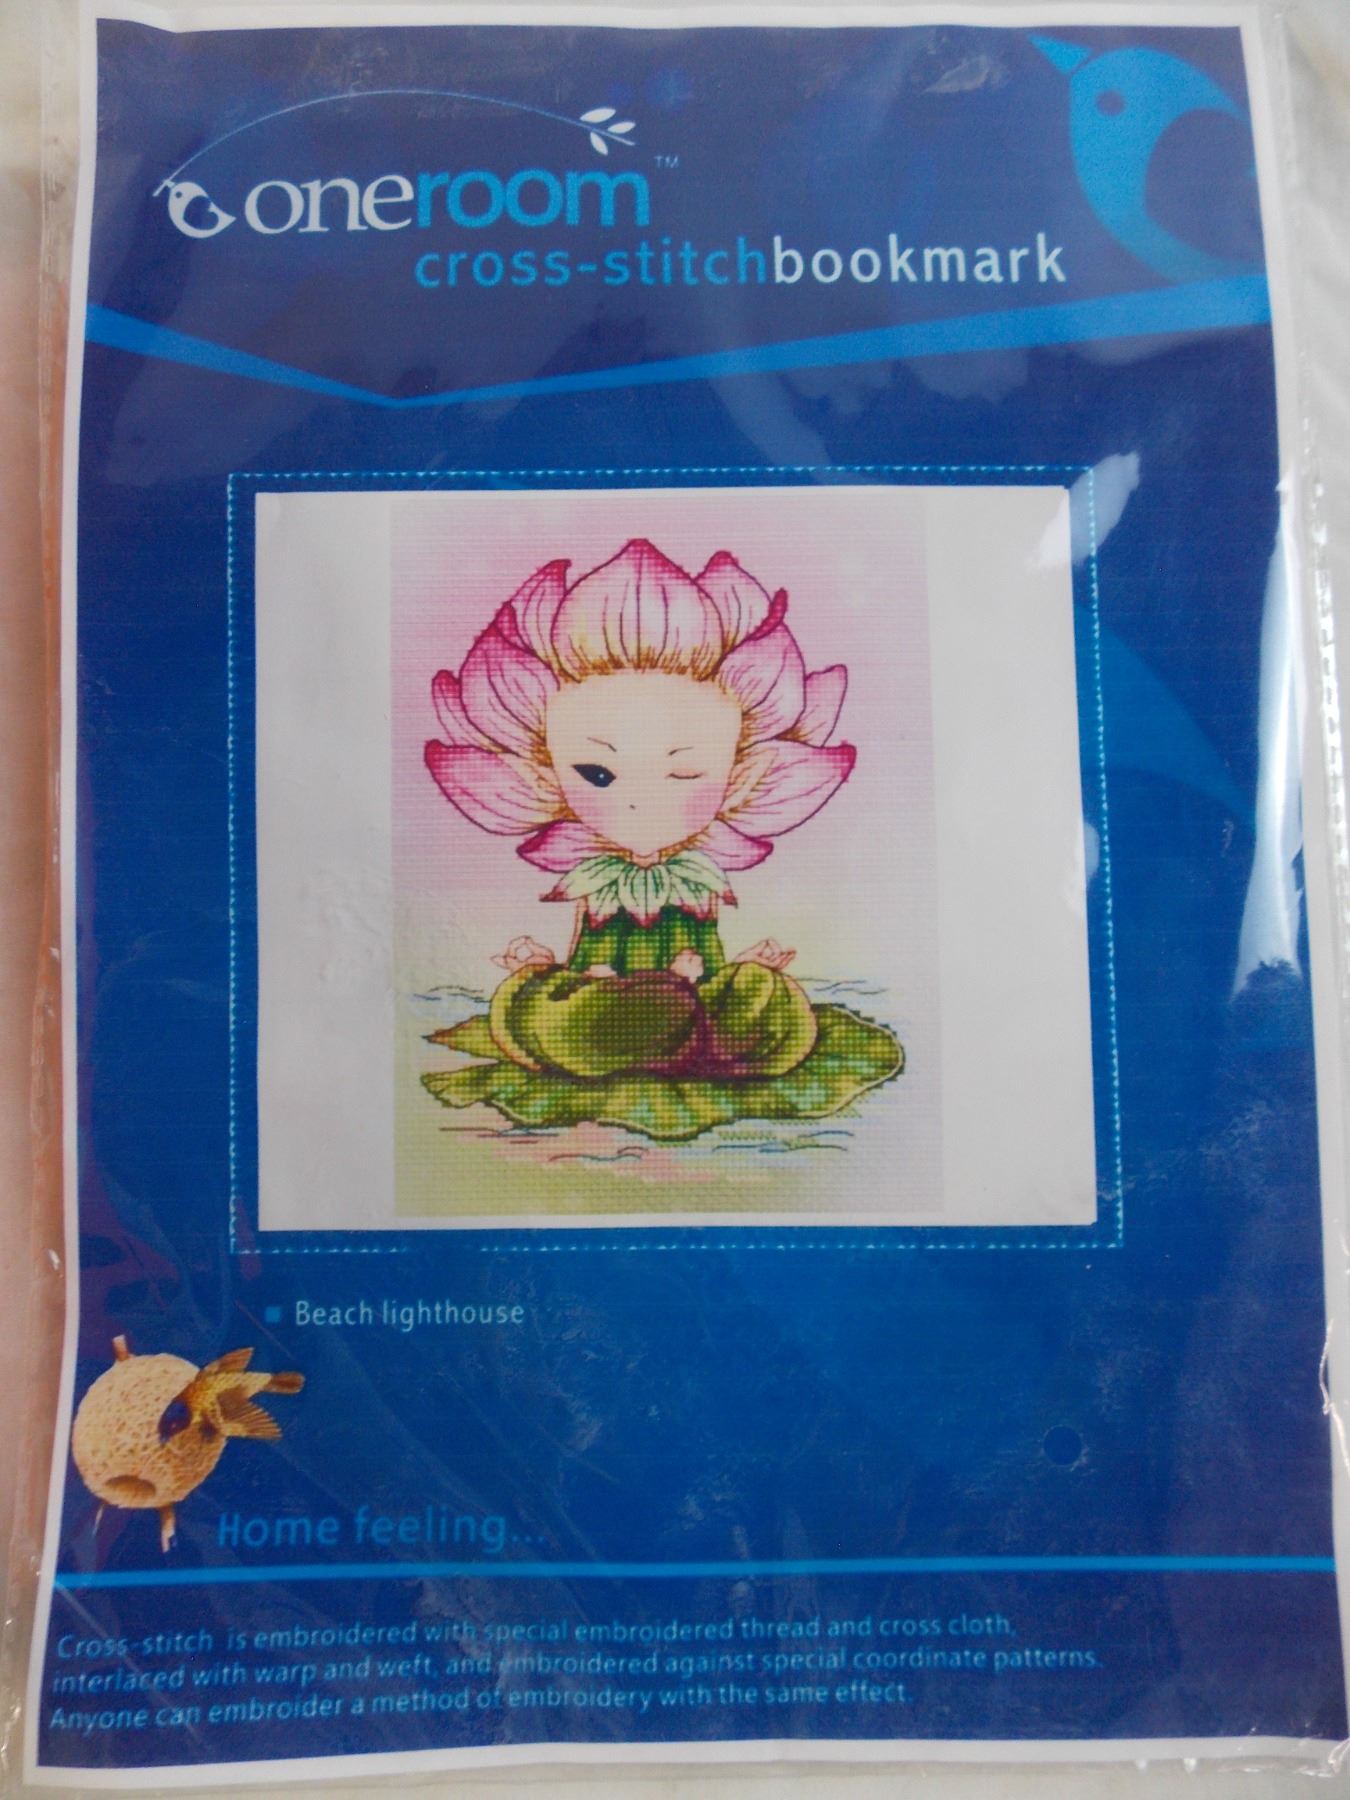 oneroom™
cross-stitchbookmark
Beach lighthouse
Home feeling...
Cross-stitch is embroidered with special embroidered thread and cross cloth,
interlaced with warp and weft, and embroidered against special coordinate patterns.
Anyone can embroider a method of embroidery with the same effect.